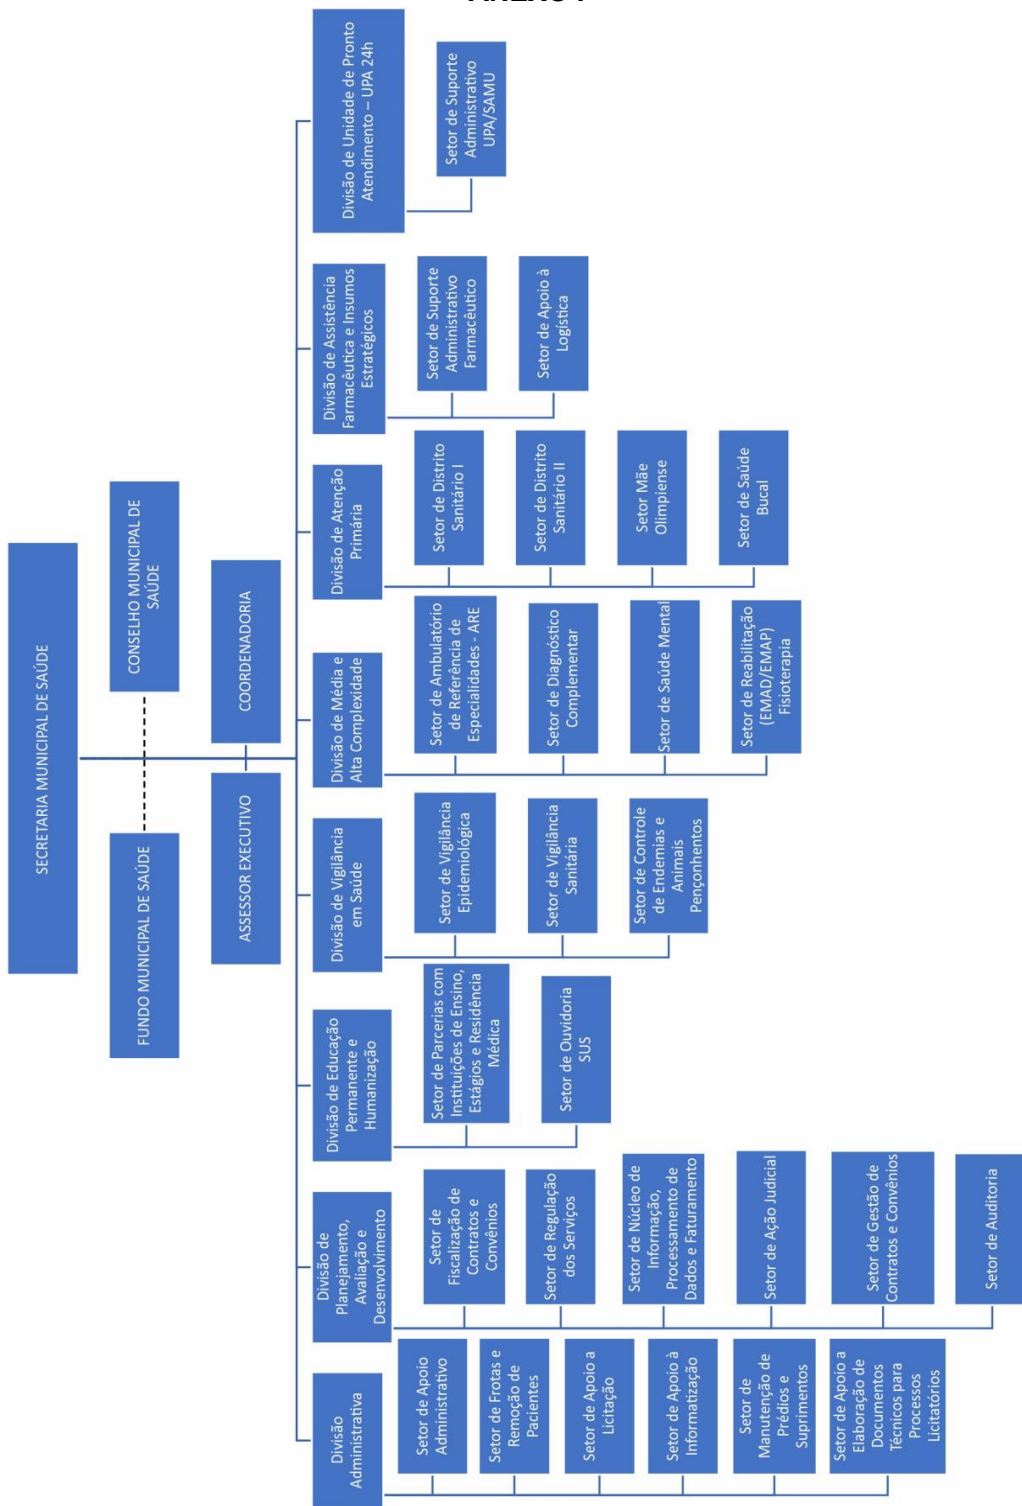 SECRETARIA MUNICIPAL DE SAÚDE
FUNDO MUNICIPAL DE SAÚDE
CONSELHO MUNICIPAL DE
SAÚDE
ASSESSOR EXECUTIVO
COORDENADORIA
Divisão
Administrativa
Setor de Apoio
Administrativo
Setor de Frotas e
Remoção de
Pacientes
Setor de Apoio a
Licitação
Setor de Apoio à
Informatização
Setor de
Manutenção de
Prédios e
Suprimentos
Setor de Apoio a
Elaboração de
Documentos
Técnicos para
Processos
Licitatórios
Divisão de
Planejamento,
Avaliação e
Desenvolvimento
Setor de
Fiscalização de
Contratos e
Convênios
Setor de Regulação
dos Serviços
Setor de Núcleo de
Informação,
Processamento de
Dados e Faturamento
Setor de Ação Judicial
Setor de Gestão de
Contratos e Convênios
Setor de Auditoria
Divisão de Educação
Permanente e
Humanização
Setor de Parcerias com
Instituições de Ensino,
Estágios e Residência
Médica
Setor de Ouvidoria
SUS
Divisão de Vigilância
em Saúde
Setor de Vigilância
Epidemiológica
Setor de Vigilância
Sanitária
Setor de Controle
de Endemias e
Animais
Pençonhentos
Divisão de Média e
Alta Complexidade
Setor de Ambulatório
de Referência de
Especialidades - ARE
Setor de Diagnóstico
Complementar
Setor de Saúde Mental
Setor de Reabilitação
(EMAD/EMAP)
Fisioterapia
Divisão de Atenção
Primária
Setor de Distrito
Sanitário I
Setor de Distrito
Sanitário II
Setor Mãe
Olimpiense
Setor de Saúde
Bucal
Divisão de Assistência
Farmacêutica e Insumos
Estratégicos
Setor de Suporte
Administrativo
Farmacêutico
Setor de Apoio à
Logística
Divisão de Unidade de Pronto
Atendimento – UPA 24h
Setor de Suporte
Administrativo
UPA/SAMU